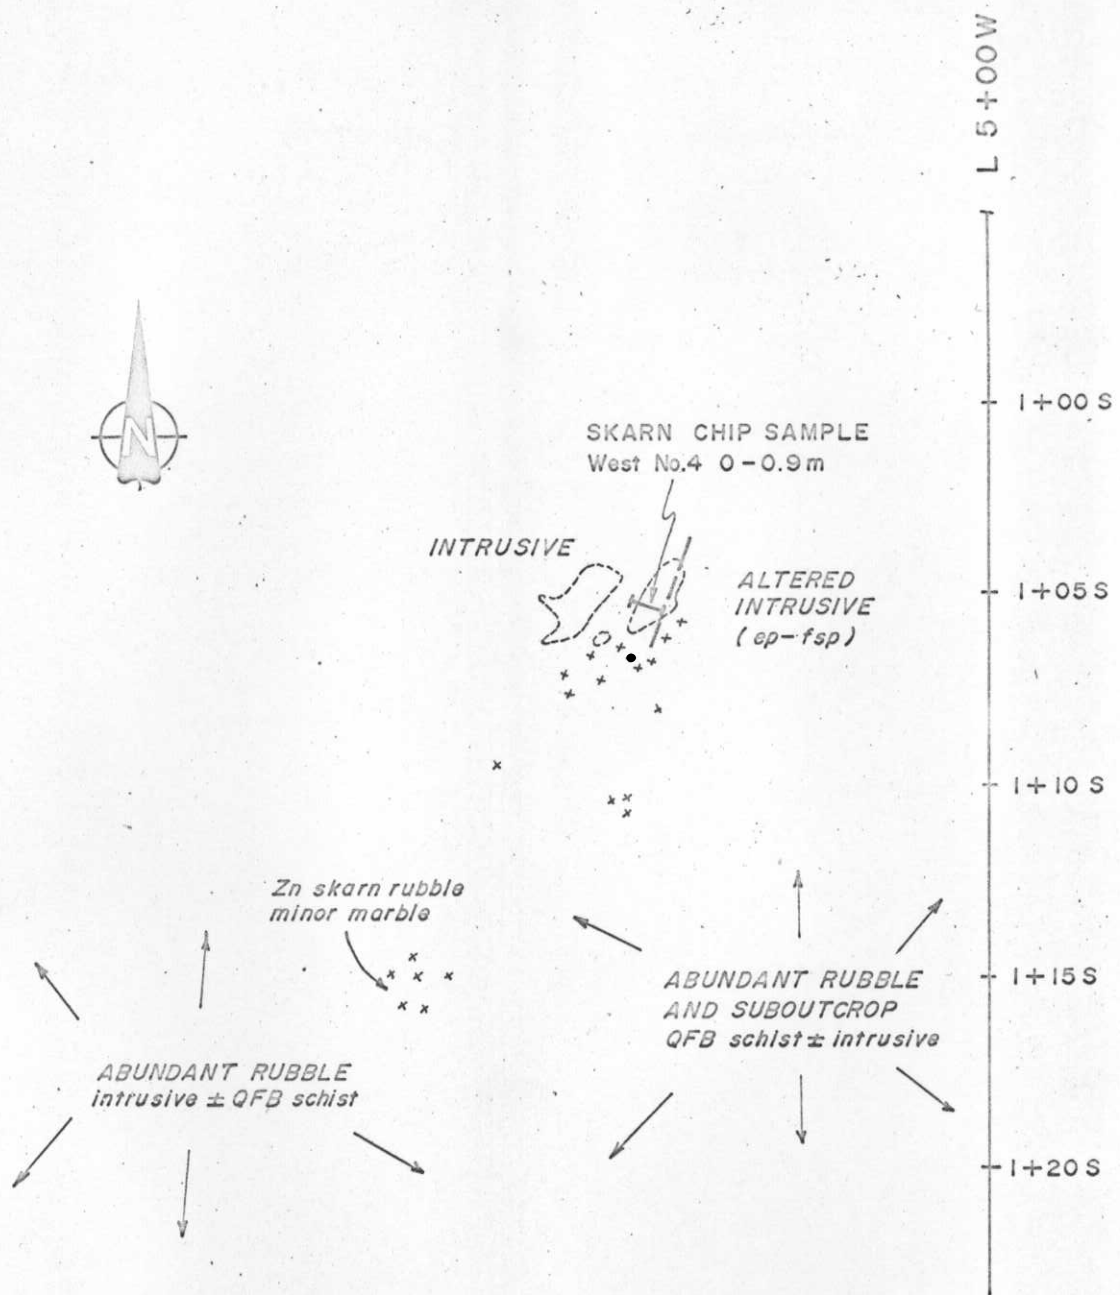 L 5+00W
1+00 S
N
SKARN CHIP SAMPLE
West No.4 0-0.9m
INTRUSIVE
ALTERED
INTRUSIVE
(ep-fsp)
1+05 S
1+10 S
Zn skarn rubble
minor marble
ABUNDANT RUBBLE
AND SUBOUTCROP
QFB schist ± intrusive
1+15 S
ABUNDANT RUBBLE
intrusive ± QFB schist
1+20 S